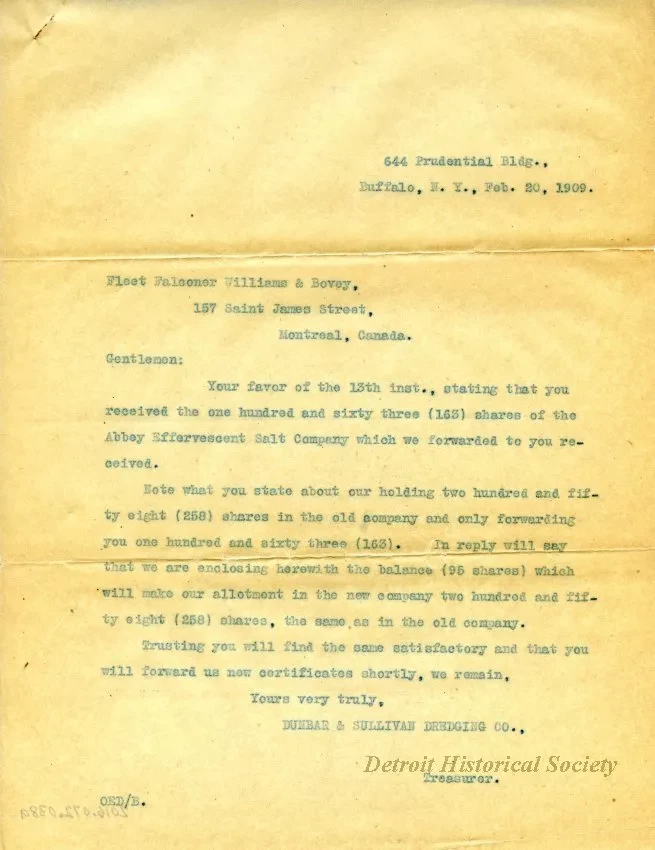 644 Prudential Bldg.,
Buffalo, N. Y., Feb. 20, 1909.
Fleet Falconer Williams & Bovey,
157 Saint James Street,
Montreal, Canada.
Gentlemen:
Your favor of the 13th inst., stating that you
received the one hundred and sixty three (163) shares of the
Abbey Effervescent Salt Company which we forwarded to you re-
ceived.
Note what you state about our holding two hundred and fif-
ty eight (258) shares in the old company and only forwarding
you one hundred and sixty three (163). In reply will say
that we are enclosing herewith the balance (95 shares) which
will make our allotment in the new company two hundred and fif-
ty eight (258) shares, the same as in the old company.
Trusting you will find the same satisfactory and that you
will forward us new certificates shortly, we remain,
Yours very truly,
DUNBAR & SULLIVAN DREDGING CO.,
Detroit Historical Society
Treasurer.
OED/B.
2016.072.038a